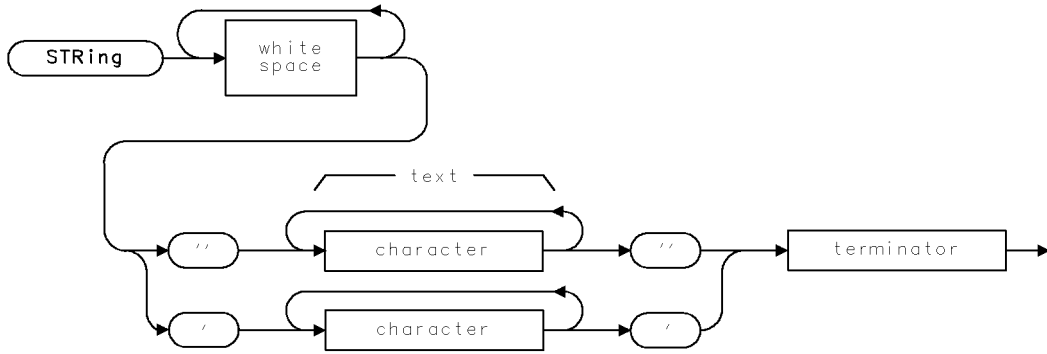 STRing
white
space
text
" character " terminator
' character '